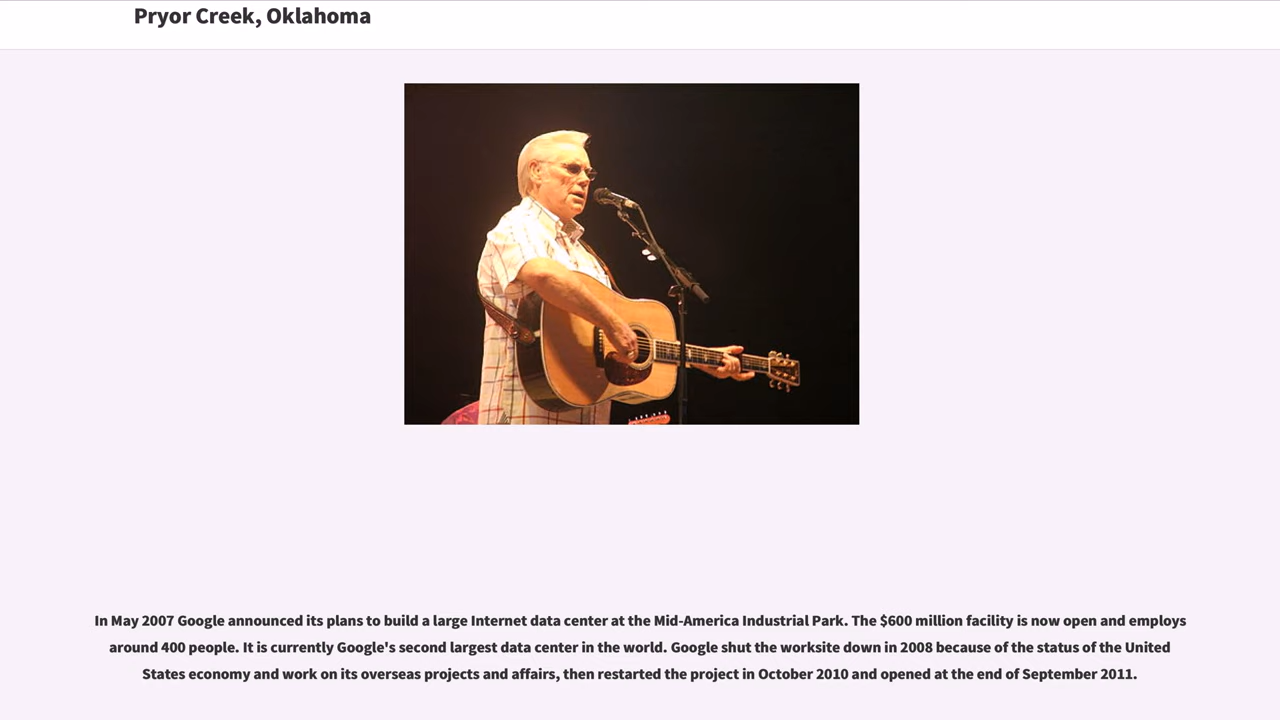 Pryor Creek, Oklahoma
In May 2007 Google announced its plans to build a large Internet data center at the Mid-America Industrial Park. The $600 million facility is now open and employs
around 400 people. It is currently Google's second largest data center in the world. Google shut the worksite down in 2008 because of the status of the United
States economy and work on its overseas projects and affairs, then restarted the project in October 2010 and opened at the end of September 2011.